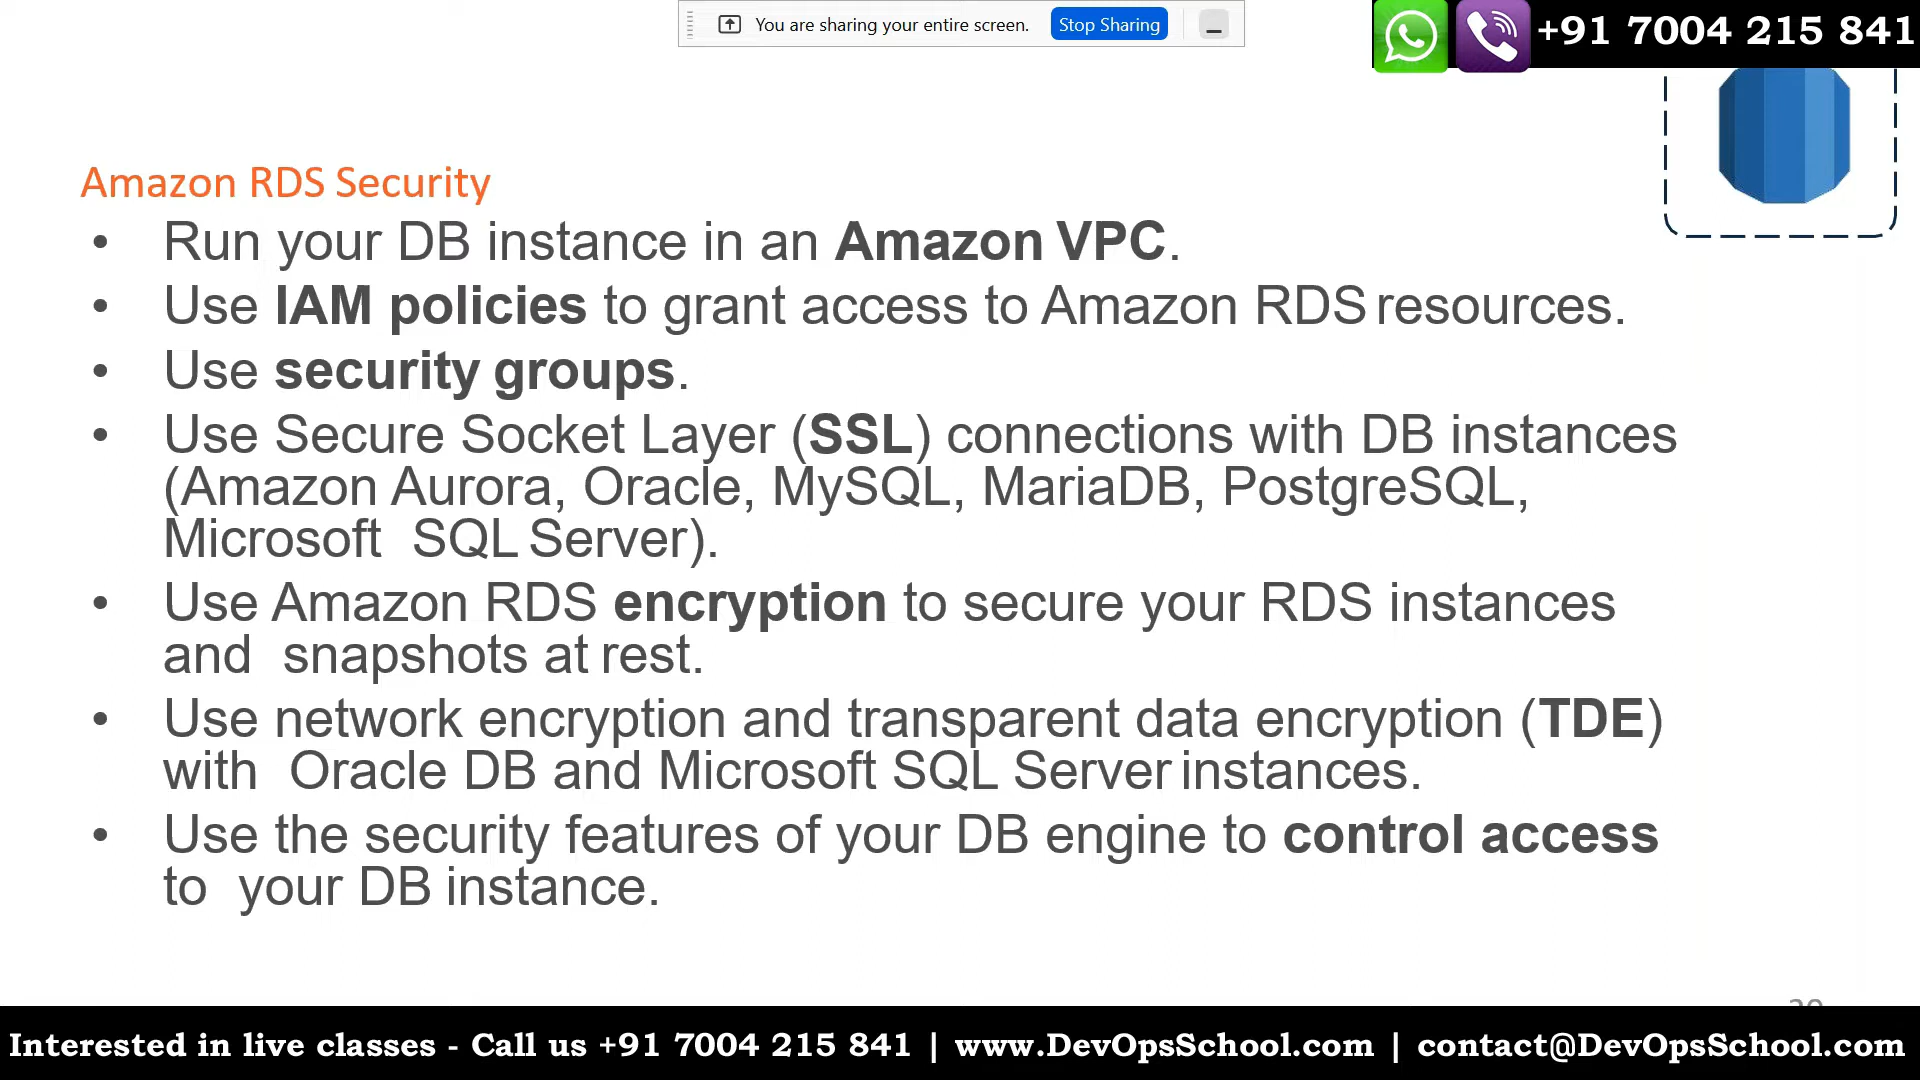 You are sharing your entire screen. Stop Sharing
+91 7004 215 841
Amazon RDS Security
• Run your DB instance in an Amazon VPC.
• Use IAM policies to grant access to Amazon RDS resources.
• Use security groups.
• Use Secure Socket Layer (SSL) connections with DB instances
(Amazon Aurora, Oracle, MySQL, MariaDB, PostgreSQL,
Microsoft SQL Server).
• Use Amazon RDS encryption to secure your RDS instances
and snapshots at rest.
• Use network encryption and transparent data encryption (TDE)
with Oracle DB and Microsoft SQL Server instances.
• Use the security features of your DB engine to control access
to your DB instance.
Interested in live classes - Call us +91 7004 215 841 | www.DevOpsSchool.com | contact@DevOpsSchool.com